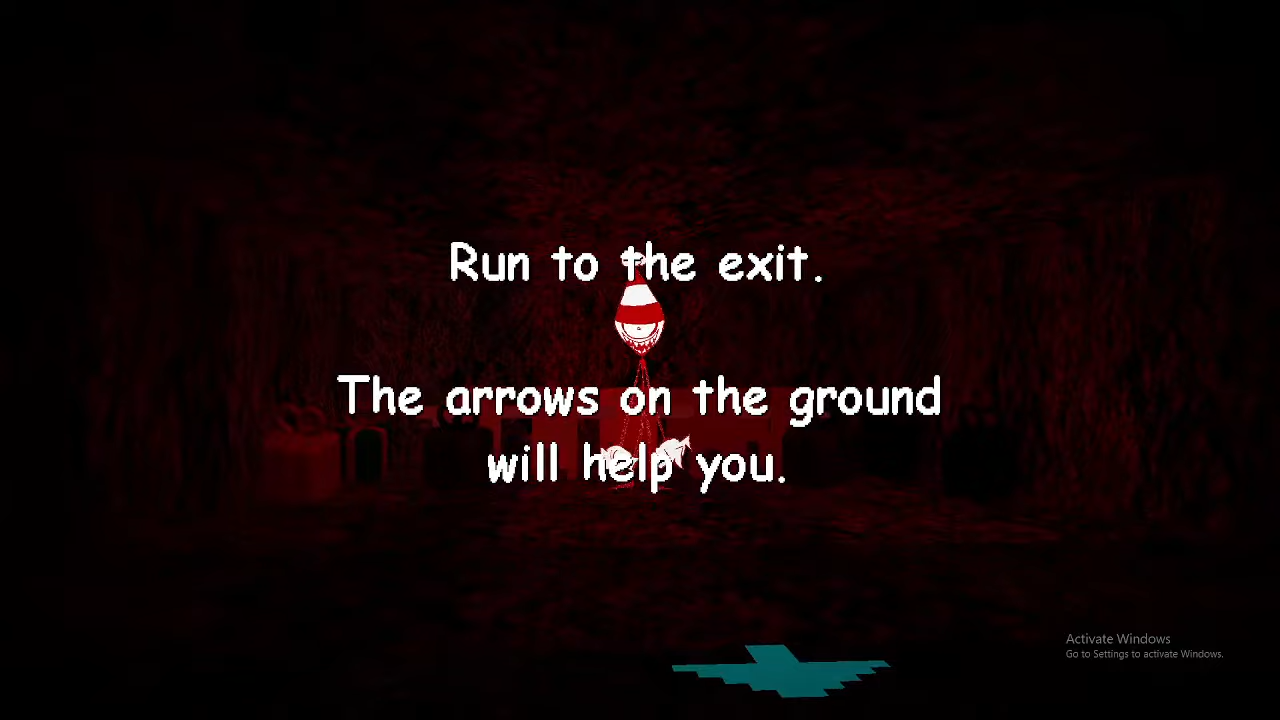 Run to the exit.
The arrows on the ground
will help you.
Activate Windows
Go to Settings to activate Windows.